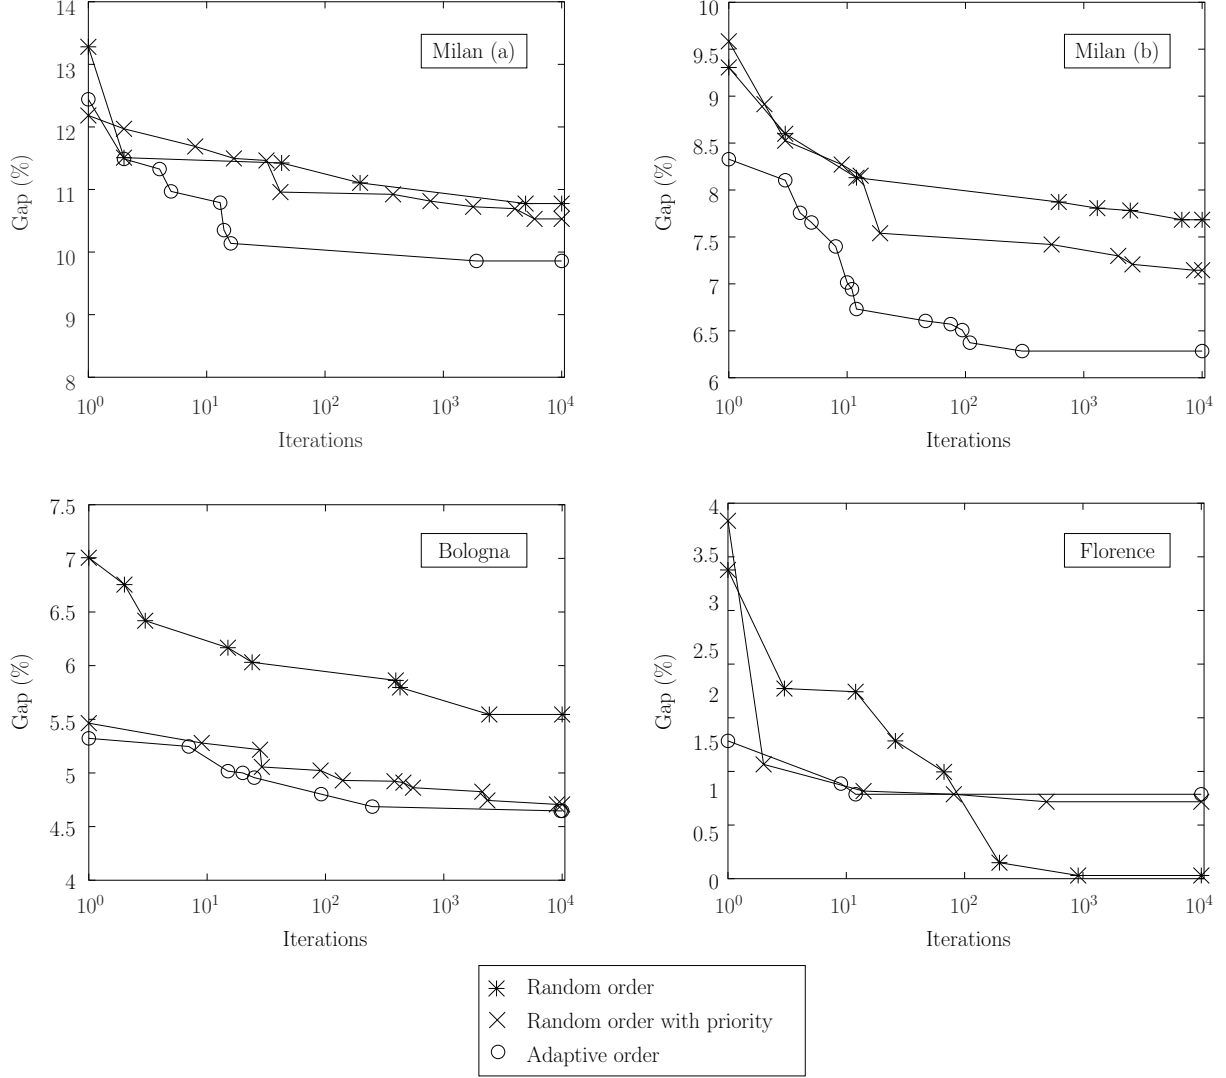 Milan (a)
Gap (%)
14
13
12
11
10
9
8
10^0 10^1 10^2 10^3 10^4
Iterations
Milan (b)
Gap (%)
10
9.5
9
8.5
8
7.5
7
6.5
6
10^0 10^1 10^2 10^3 10^4
Iterations
Bologna
Gap (%)
7.5
7
6.5
6
5.5
5
4.5
4
10^0 10^1 10^2 10^3 10^4
Iterations
Florence
Gap (%)
4
3.5
3
2.5
2
1.5
1
0.5
0
10^0 10^1 10^2 10^3 10^4
Iterations
Random order
Random order with priority
Adaptive order